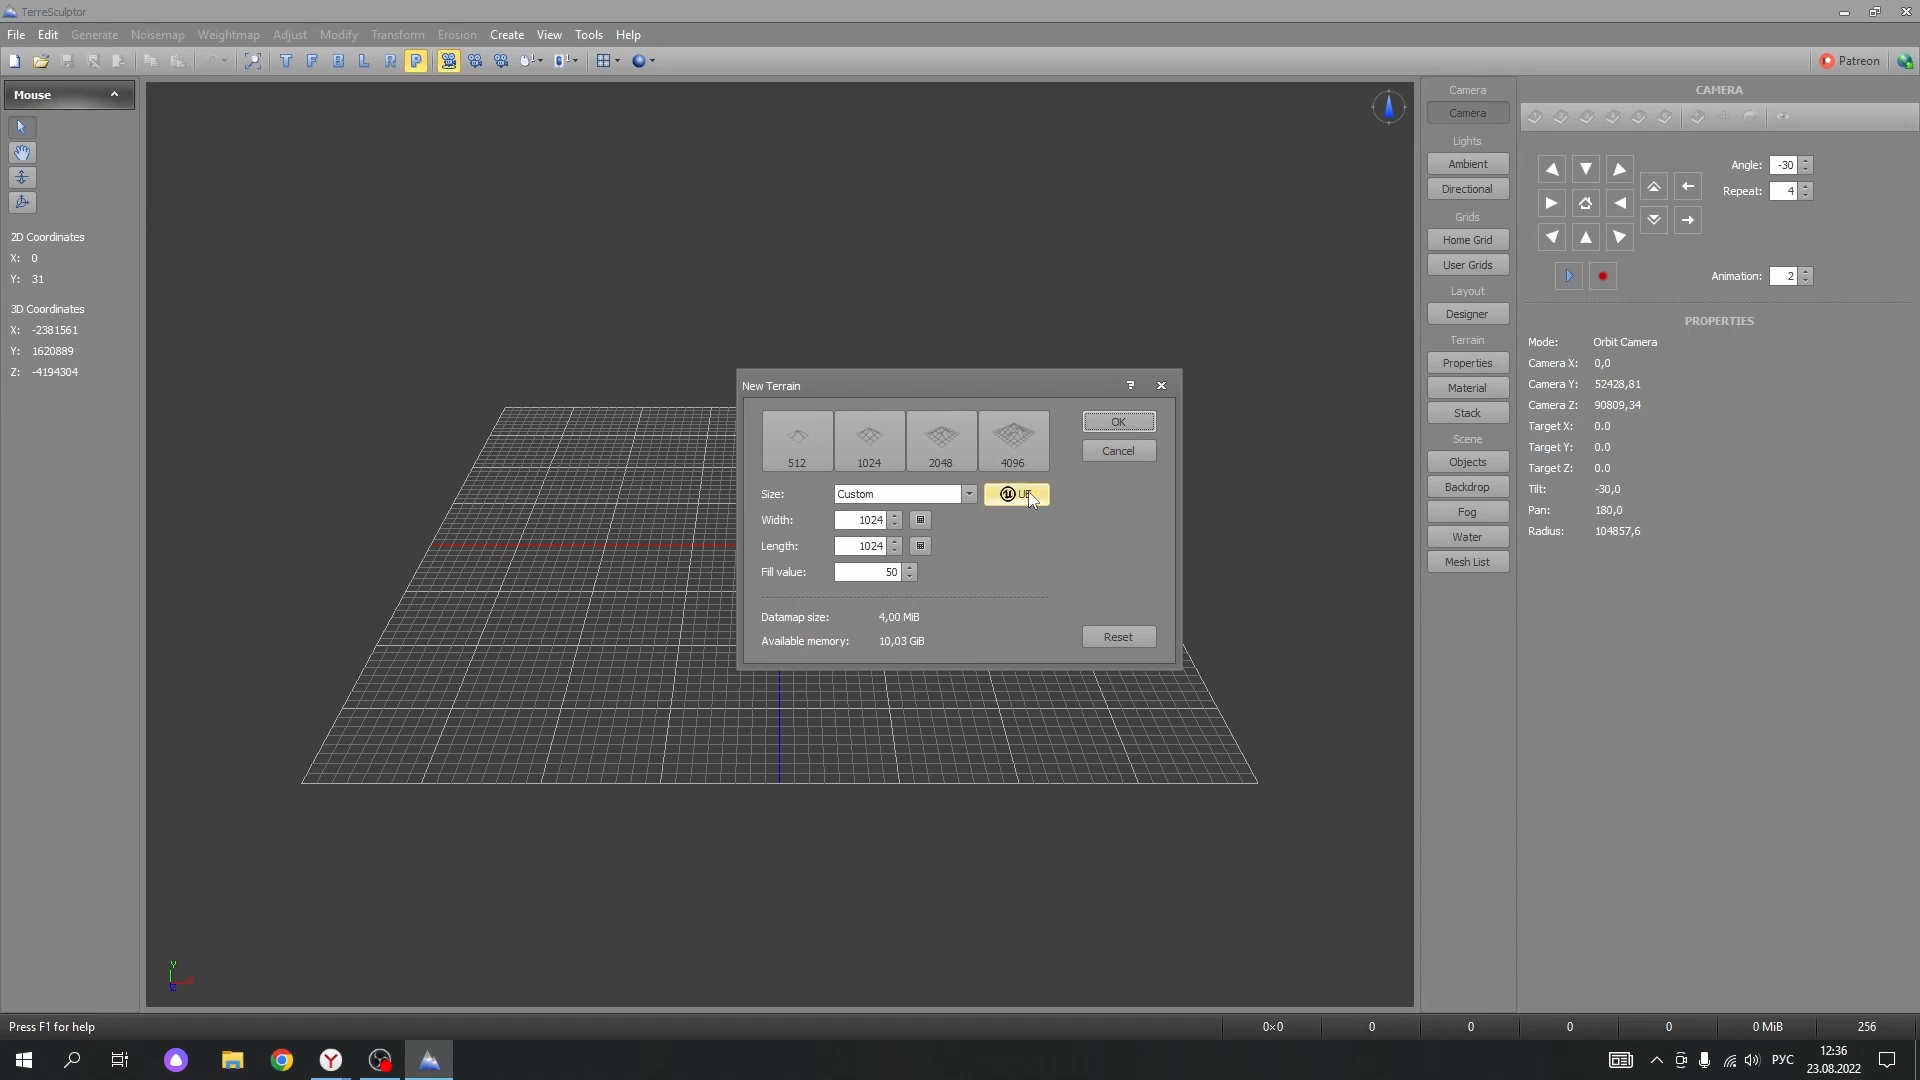 TerreSculptor
File Edit Generate Noisemap Weightmap Adjust Modify Transform Erosion Create View Tools Help
T F B L R P 1 1 Patreon
Mouse
2D Coordinates
X: 0
Y: 31
3D Coordinates
X: -2381561
Y: 1620889
Z: -4194304
New Terrain
512 1024 2048 4096
OK
Cancel
Size: Custom
Width: 1024
Length: 1024
Fill value: 50
Datamap size: 4,00 MiB
Available memory: 10,03 GiB
Reset
Y
Z
Camera
Camera
Lights
Ambient
Directional
Grids
Home Grid
User Grids
Layout
Designer
Terrain
Properties
Material
Stack
Scene
Objects
Backdrop
Fog
Water
Mesh List
CAMERA
Angle: -30
Repeat: 4
Animation: 2
PROPERTIES
Mode: Orbit Camera
Camera X: 0,0
Camera Y: 52428,81
Camera Z: 90809,34
Target X: 0.0
Target Y: 0.0
Target Z: 0.0
Tilt: -30,0
Pan: 180,0
Radius: 104857,6
Press F1 for help
0×0 0 0 0 0 0 MiB 256
РУС
12:36
23.08.2022